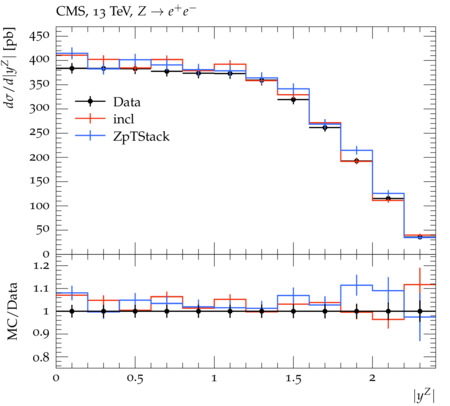 CMS, 13 TeV, Z → e⁺e⁻
dσ/d|y^Z| [pb]
450
400
350
300
250
200
150
100
50
0
Data
incl
ZpTStack
MC/Data
1.2
1.1
1
0.9
0.8
0 0.5 1 1.5 2
|y^Z|